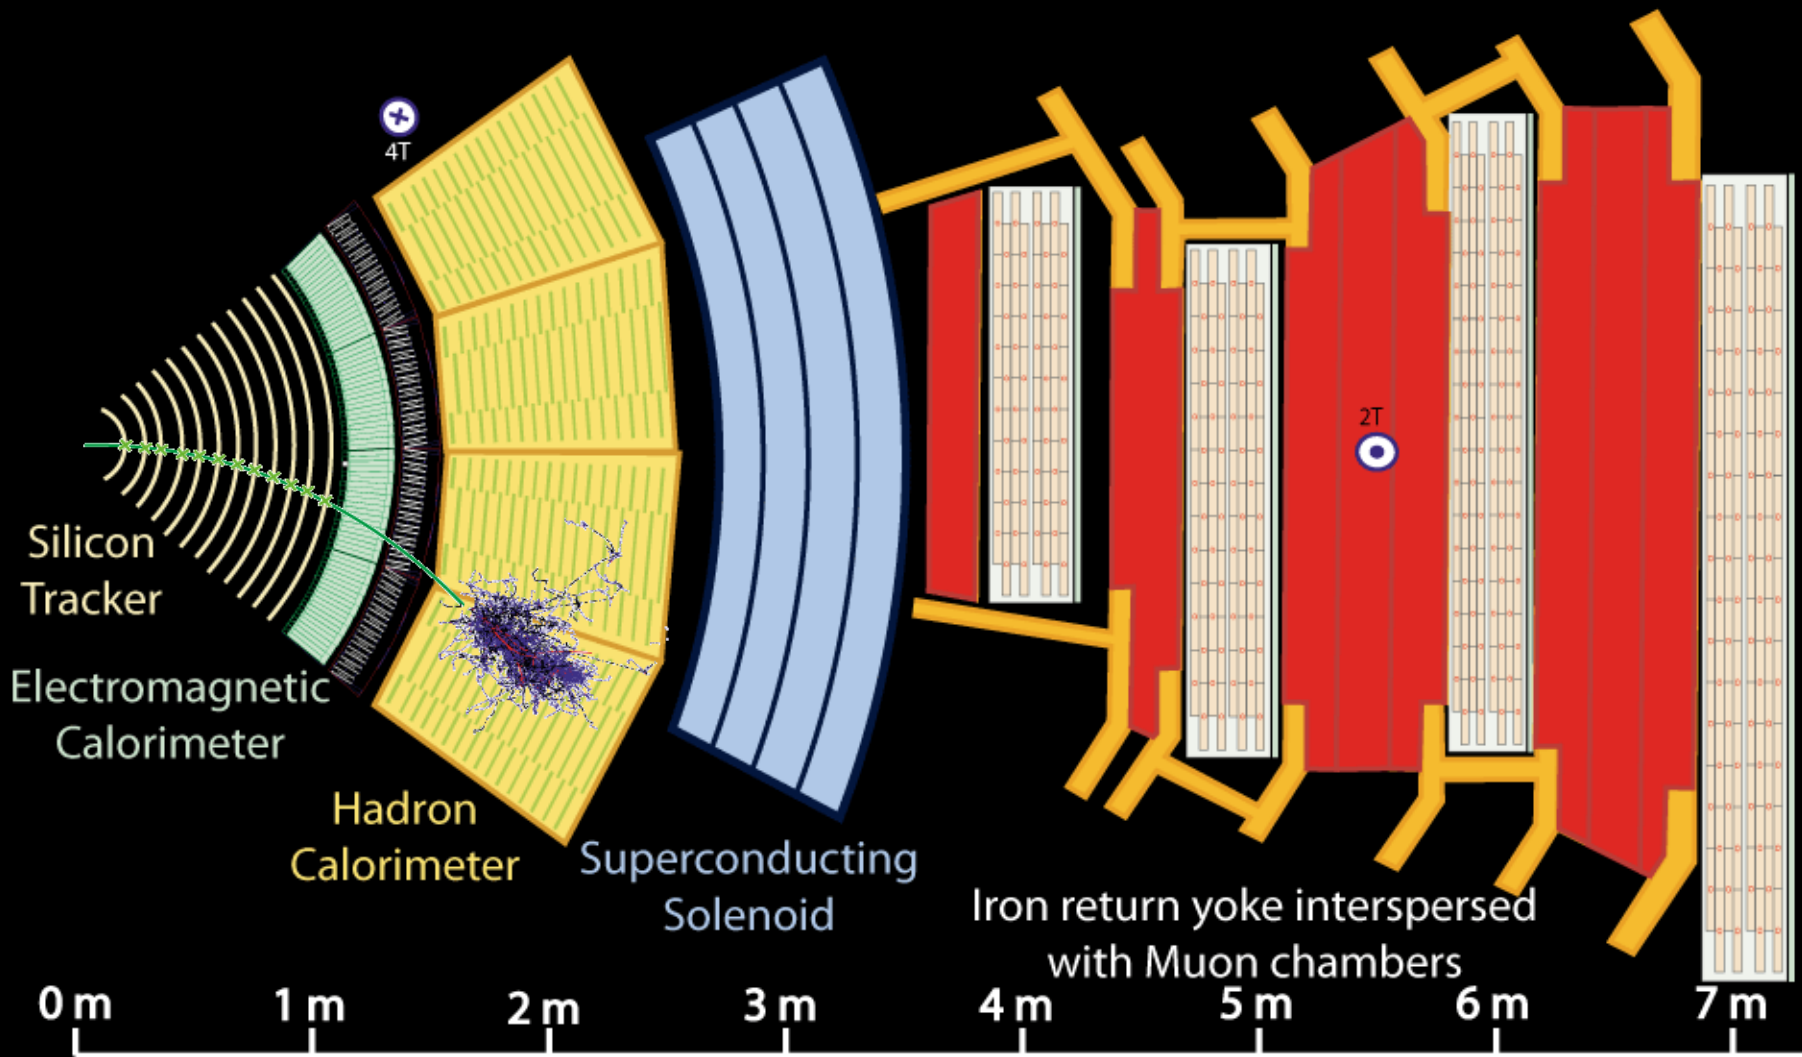 4T
2T
Silicon
Tracker
Electromagnetic
Calorimeter
Hadron
Calorimeter
Superconducting
Solenoid
Iron return yoke interspersed
with Muon chambers
0 m 1 m 2 m 3 m 4 m 5 m 6 m 7 m